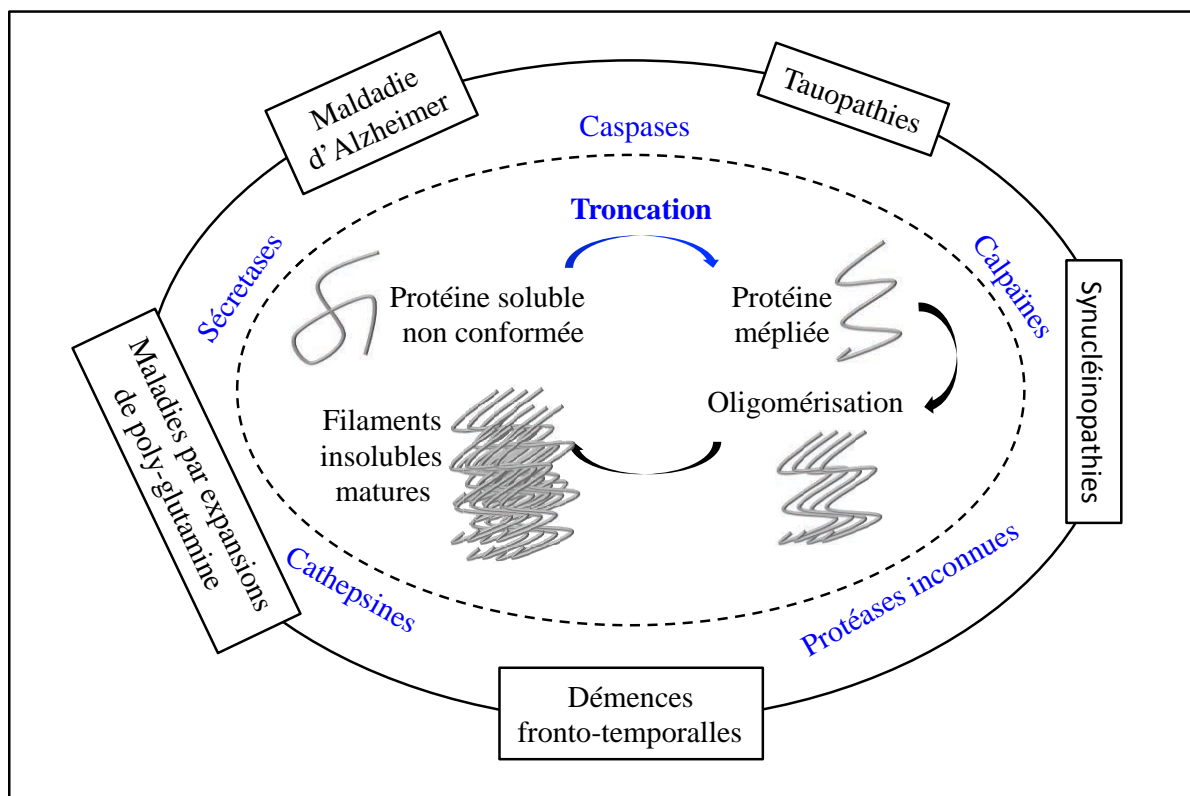 Maldadie
d'Alzheimer
Tauopathies
Caspases
Troncation
Sécretases
Calpaïnes
Protéine soluble
non conformée
Protéine
mépliée
Synucléinopathies
Maladies par expansions
de poly-glutamine
Filaments
insolubles
matures
Oligomérisation
Cathepsines
Protéases inconnues
Démences
fronto-temporalles